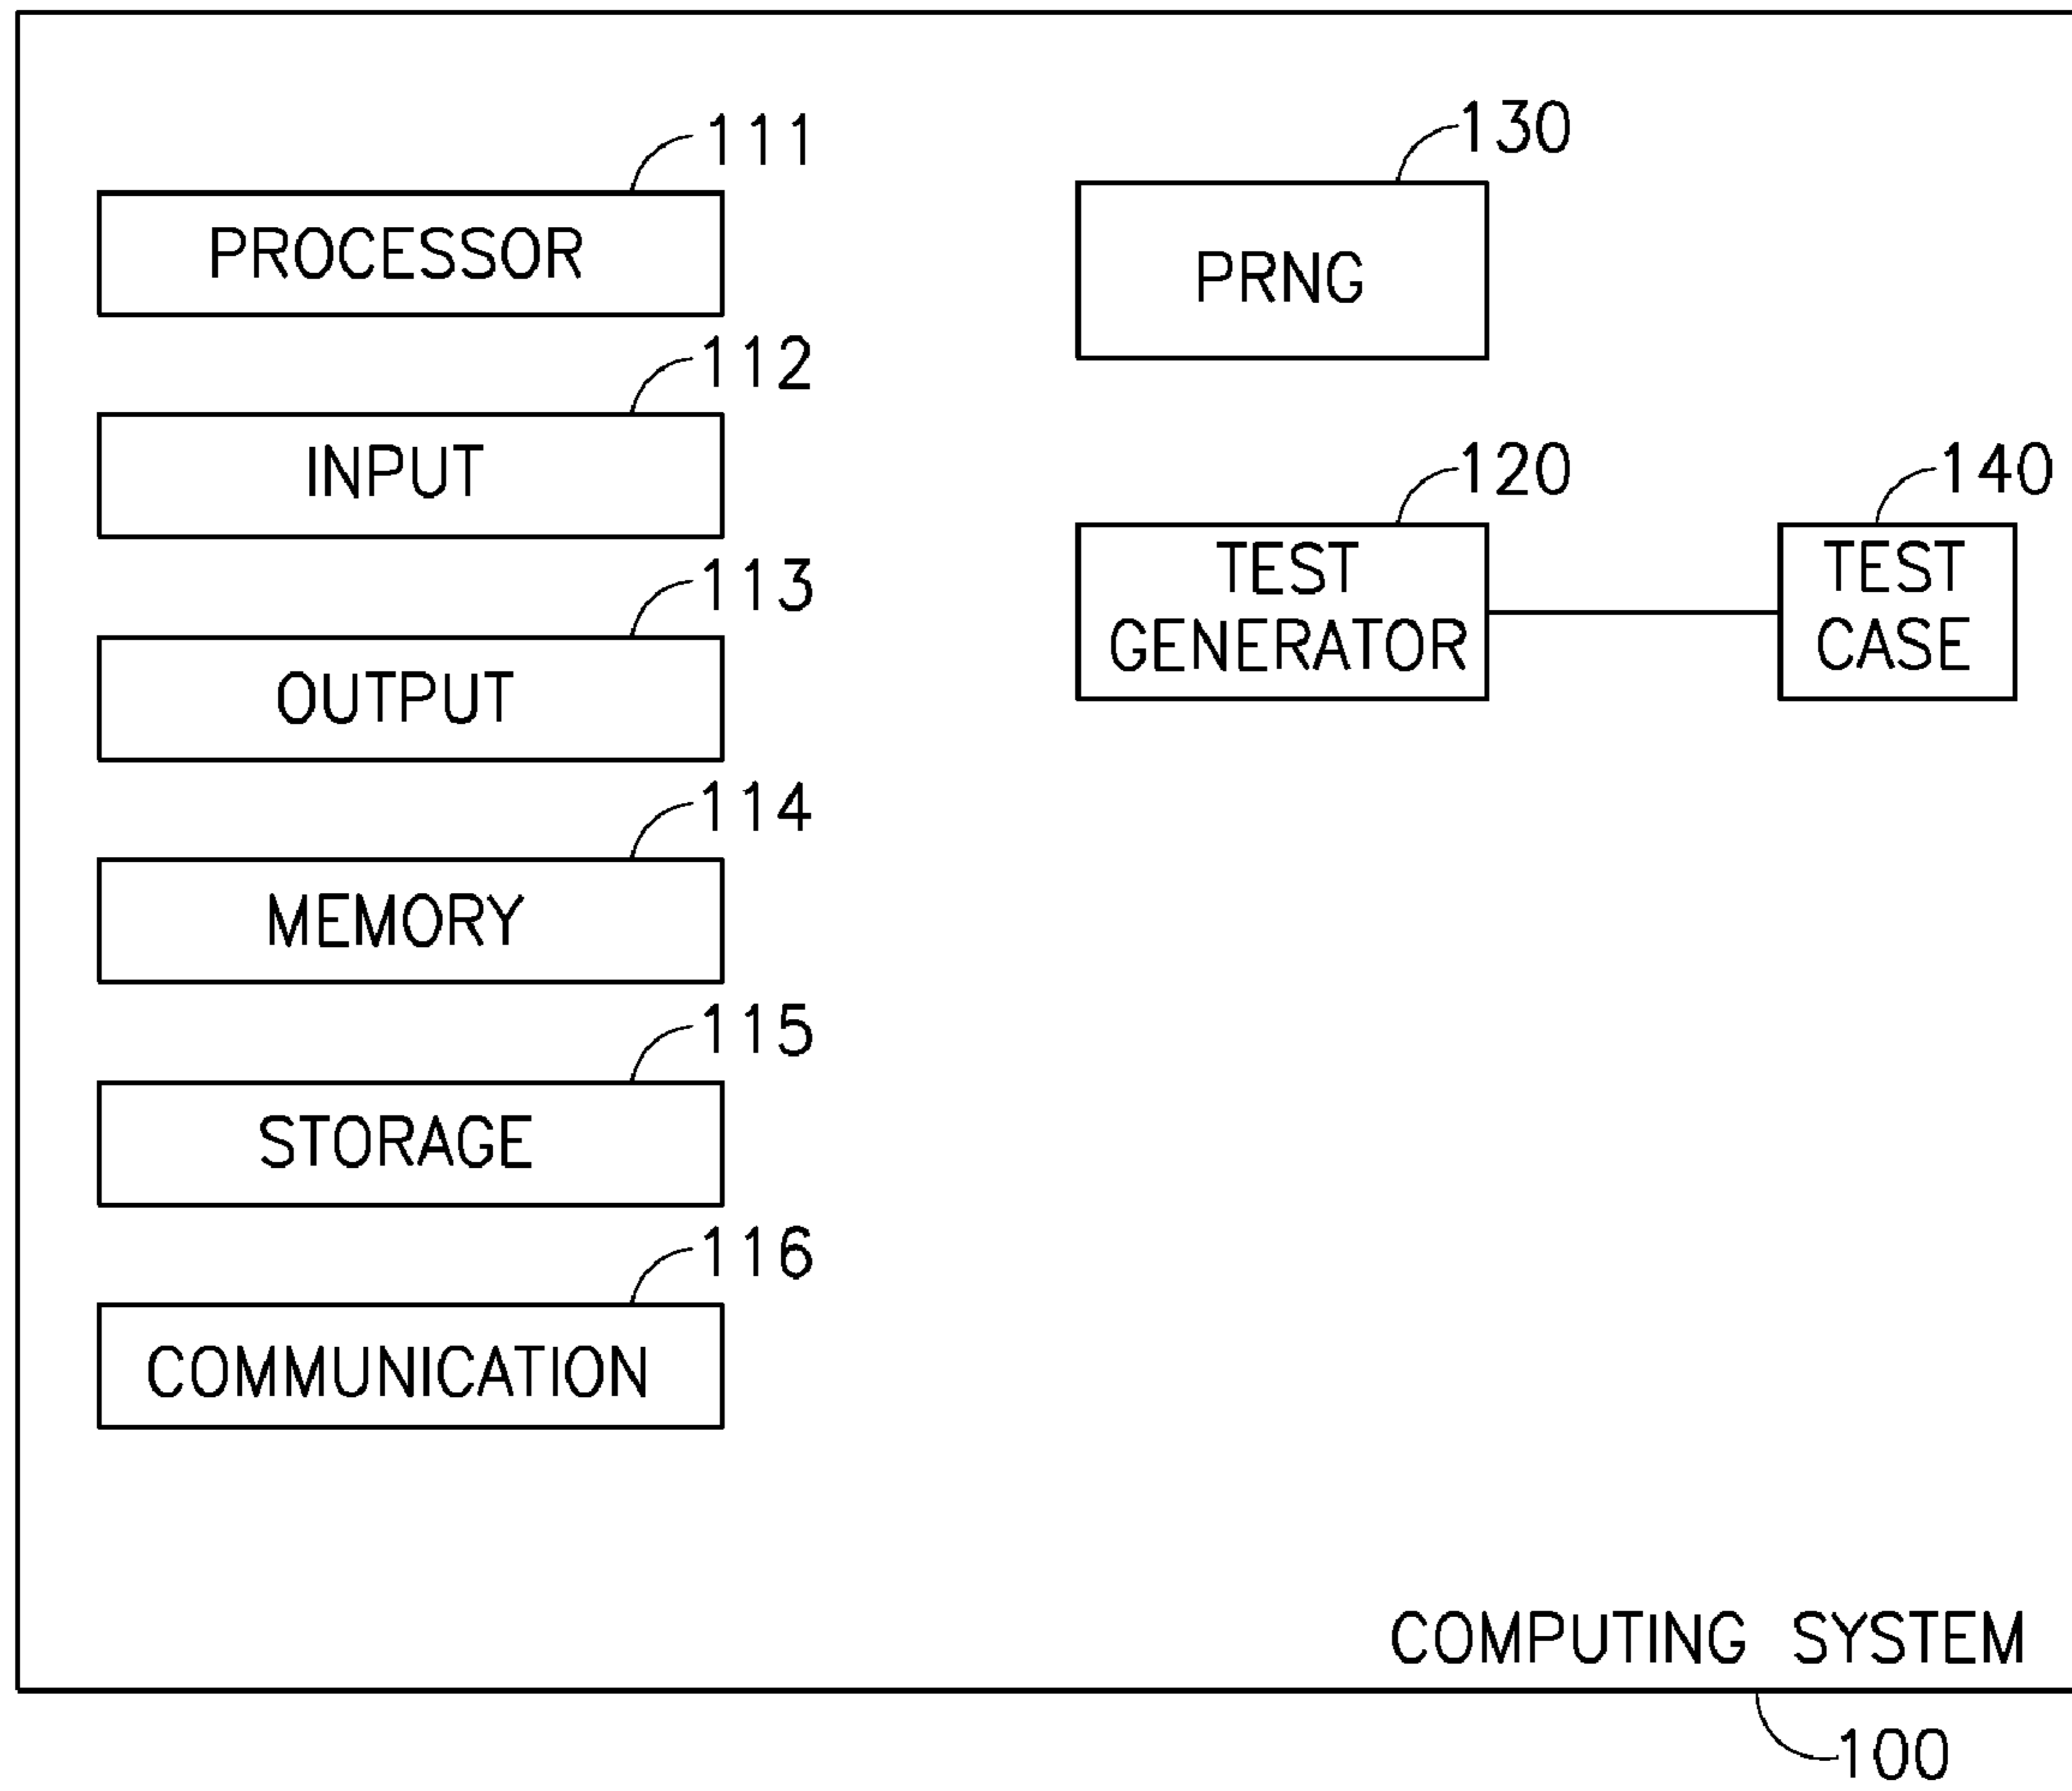 111
PROCESSOR
112
INPUT
113
OUTPUT
114
MEMORY
115
STORAGE
116
COMMUNICATION
130
PRNG
120
TEST
GENERATOR
140
TEST
CASE
COMPUTING SYSTEM
100